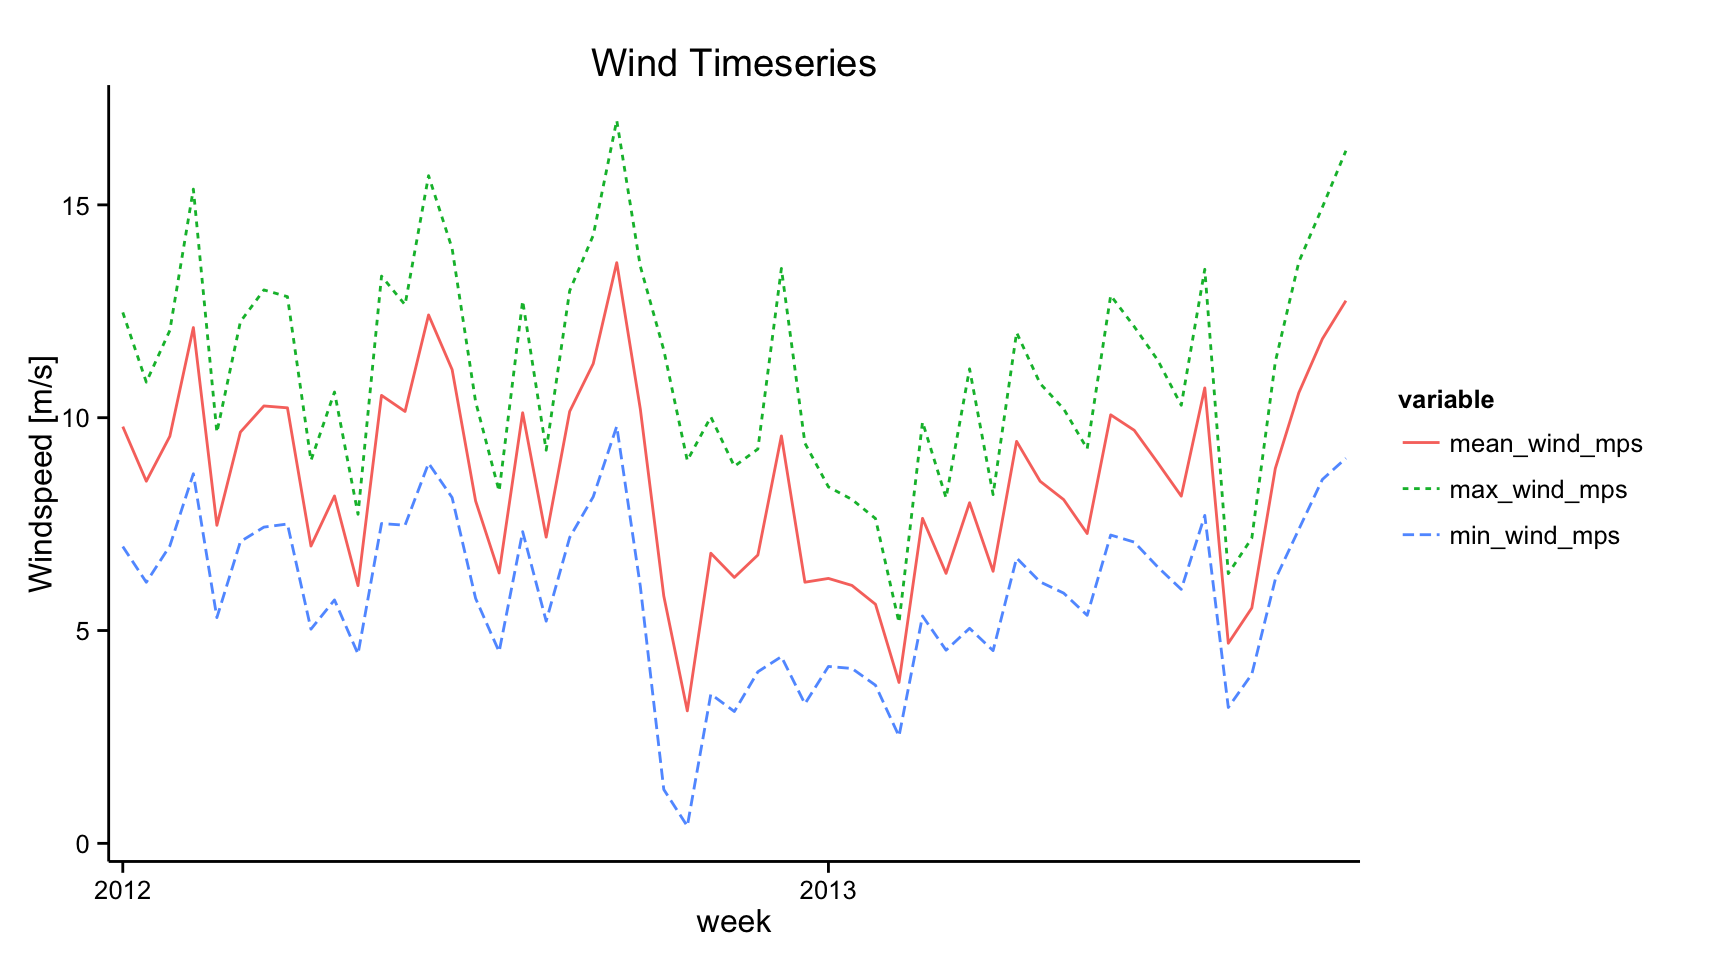 Wind Timeseries
Windspeed [m/s]
15
10
5
0
2012
2013
week
variable
mean_wind_mps
max_wind_mps
min_wind_mps